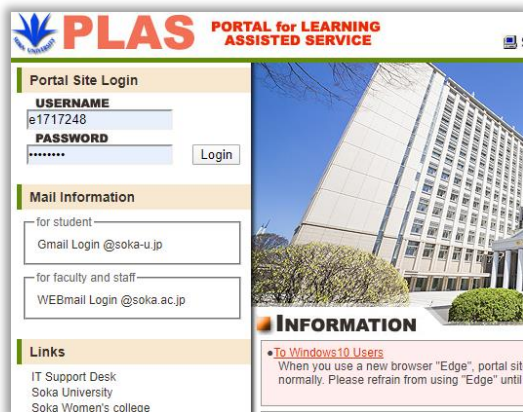 SOKA UNIVERSITY
PLAS
PORTAL for LEARNING
ASSISTED SERVICE
Portal Site Login
USERNAME
e1717248
PASSWORD
••••••••
Login
Mail Information
for student
Gmail Login @soka-u.jp
for faculty and staff
WEBmail Login @soka.ac.jp
Links
IT Support Desk
Soka University
Soka Women's college
INFORMATION
●To Windows10 Users
When you use a new browser "Edge", portal sit
normally. Please refrain from using "Edge" until